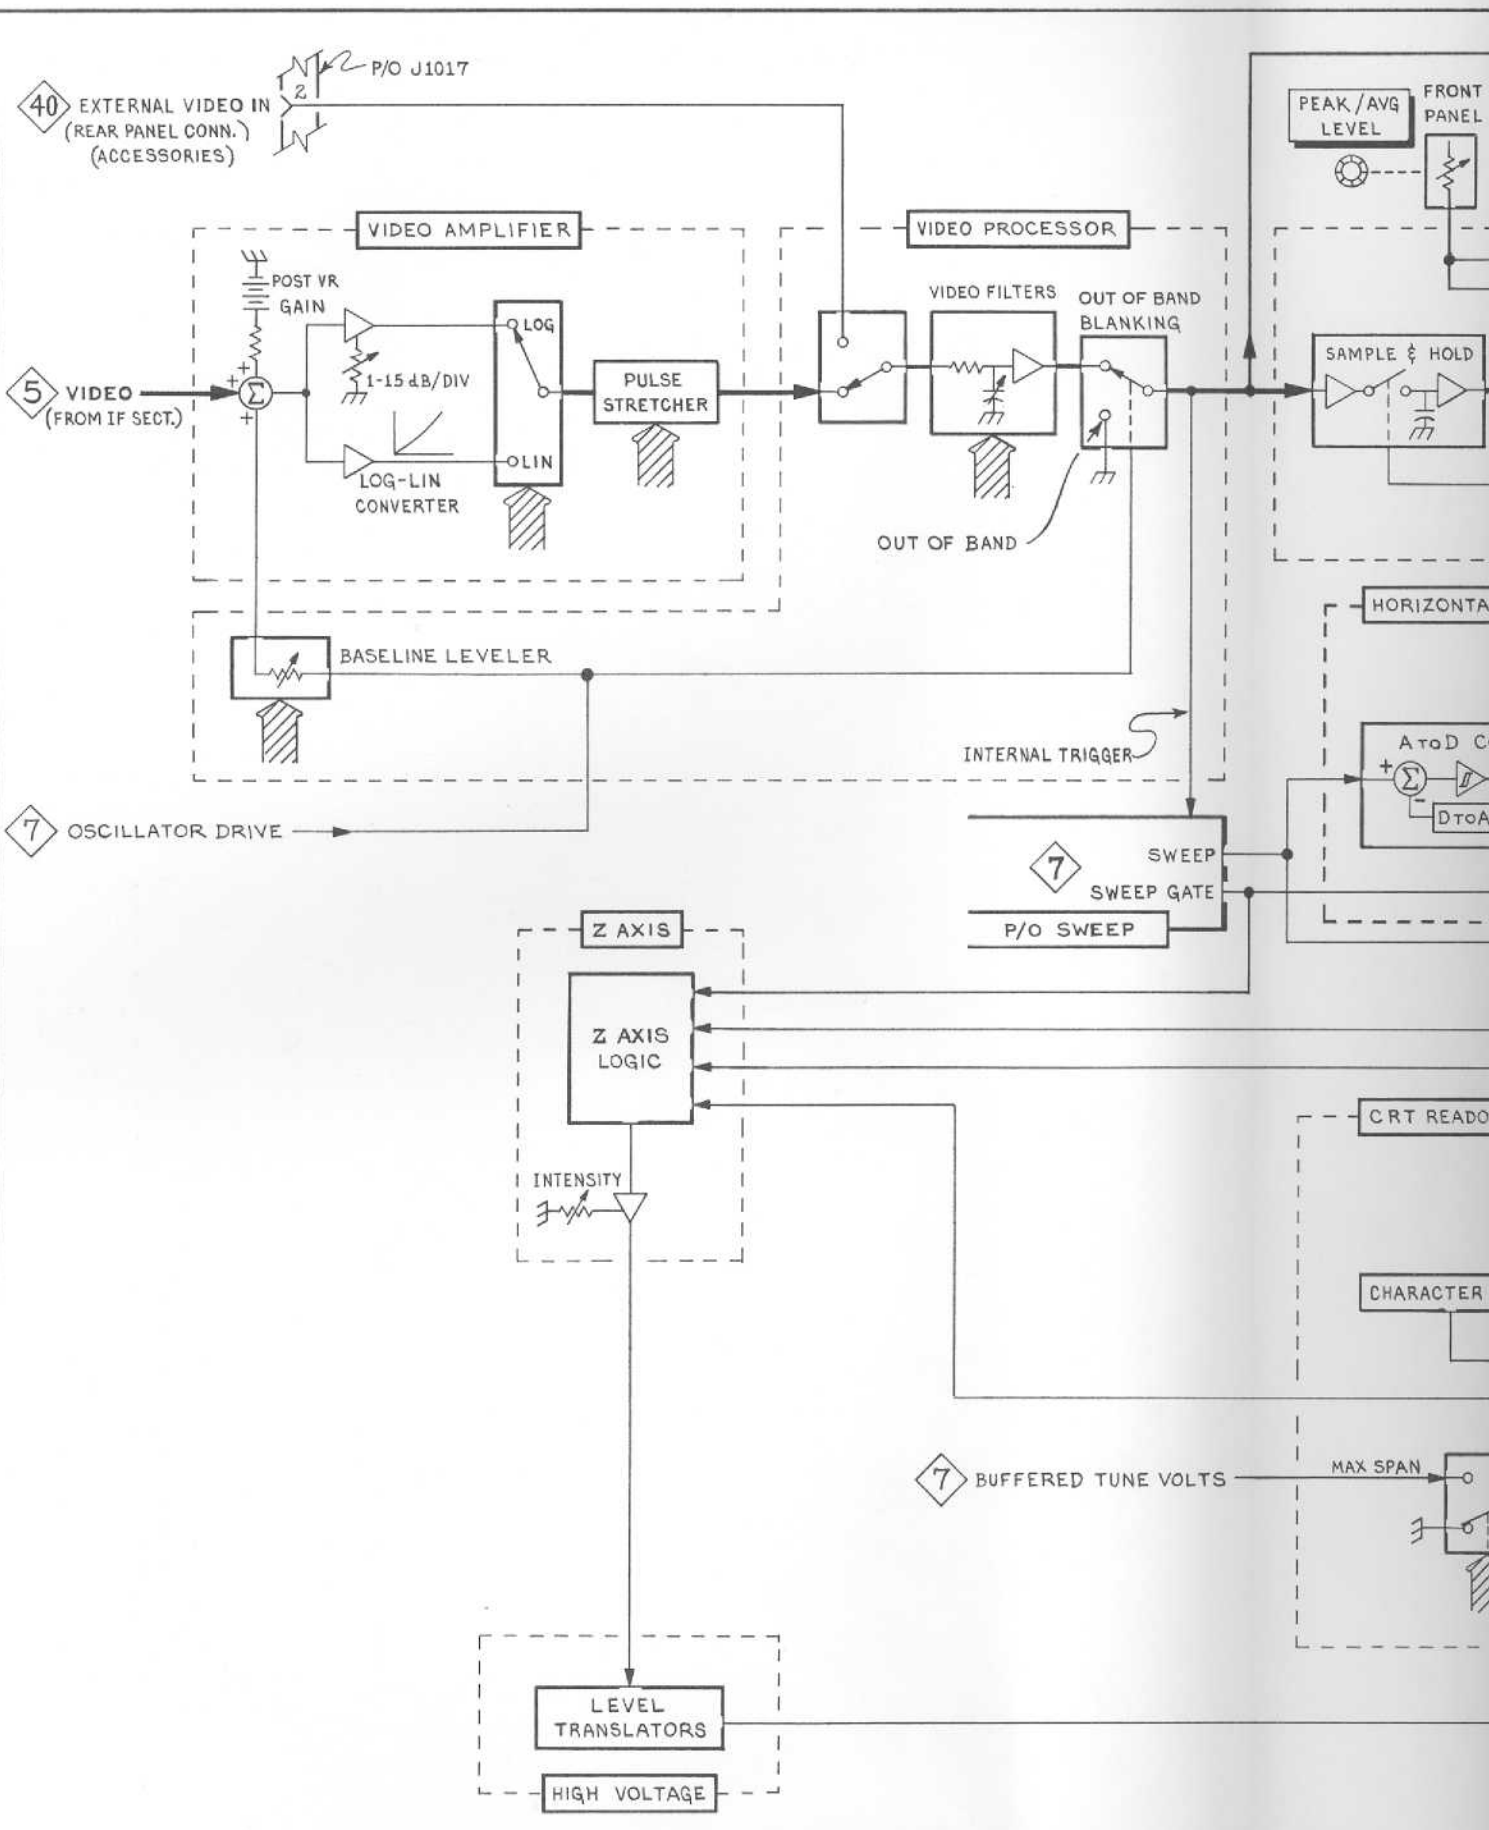 P/O J1017
2
40 EXTERNAL VIDEO IN
(REAR PANEL CONN.)
(ACCESSORIES)
PEAK/AVG
LEVEL
FRONT
PANEL
VIDEO AMPLIFIER
VIDEO PROCESSOR
POST VR
GAIN
VIDEO FILTERS
OUT OF BAND
BLANKING
LOG
1-15 dB/DIV
PULSE
STRETCHER
SAMPLE & HOLD
5 VIDEO
(FROM IF SECT.)
+
+
Σ
+
LIN
LOG-LIN
CONVERTER
OUT OF BAND
HORIZONTA
BASELINE LEVELER
INTERNAL TRIGGER
A TO D C
+
Σ
-
D TO A
7 OSCILLATOR DRIVE
7
SWEEP
SWEEP GATE
P/O SWEEP
Z AXIS
Z AXIS
LOGIC
CRT READO
INTENSITY
CHARACTER
7 BUFFERED TUNE VOLTS
MAX SPAN
LEVEL
TRANSLATORS
HIGH VOLTAGE